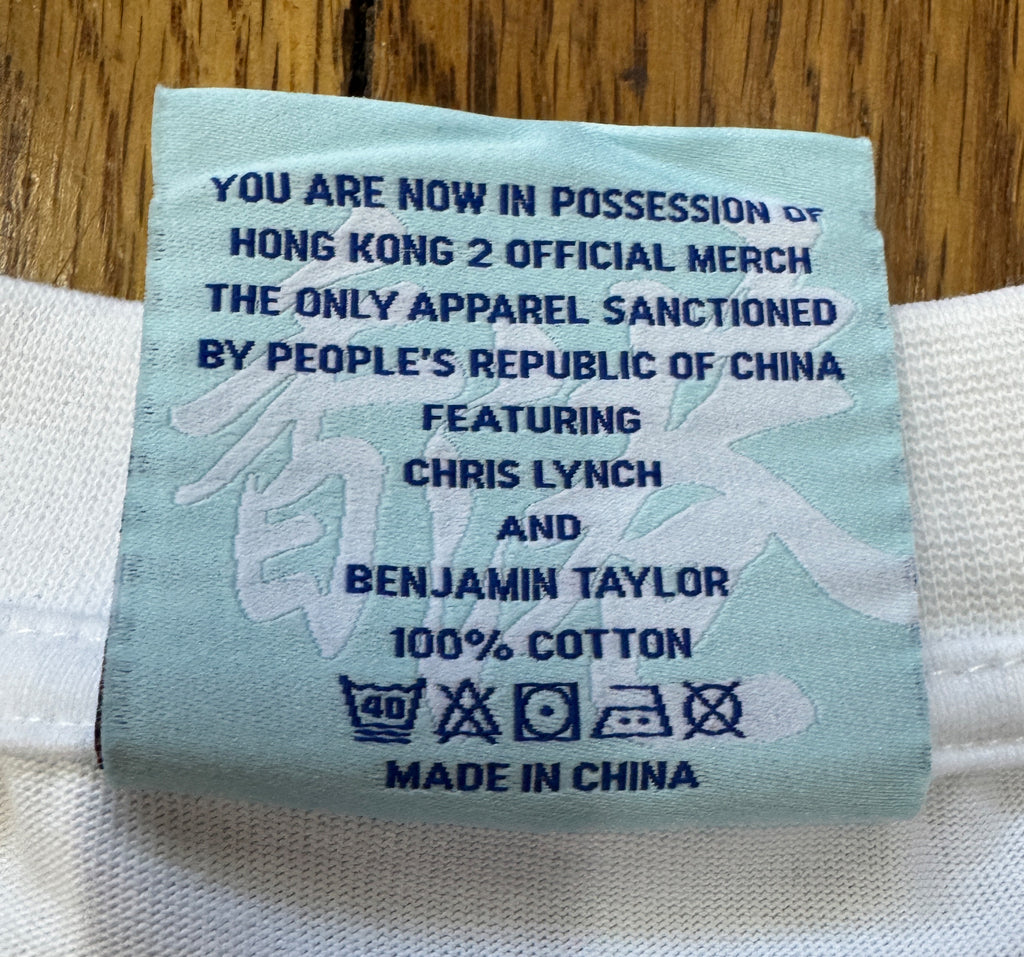 YOU ARE NOW IN POSSESSION OF
HONG KONG 2 OFFICIAL MERCH
THE ONLY APPAREL SANCTIONED
BY PEOPLE'S REPUBLIC OF CHINA
FEATURING
CHRIS LYNCH
AND
BENJAMIN TAYLOR
100% COTTON
40
MADE IN CHINA